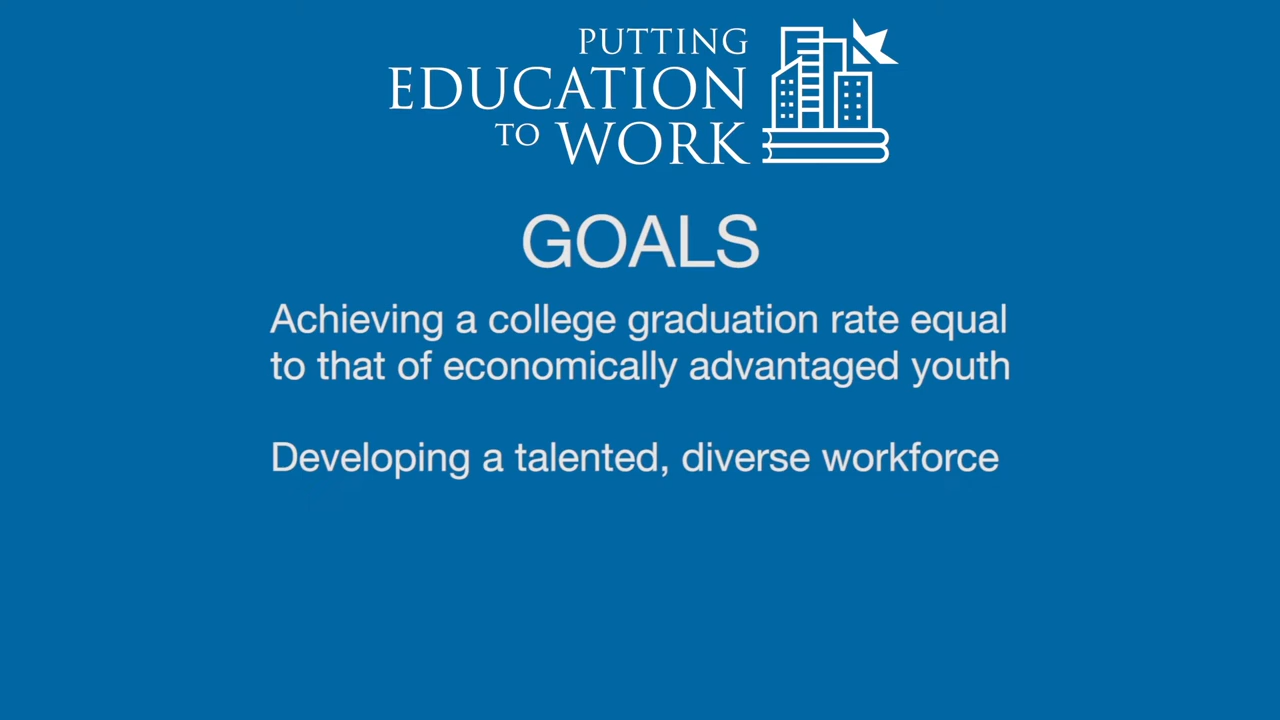 PUTTING
EDUCATION
TO WORK
GOALS
Achieving a college graduation rate equal
to that of economically advantaged youth
Developing a talented, diverse workforce